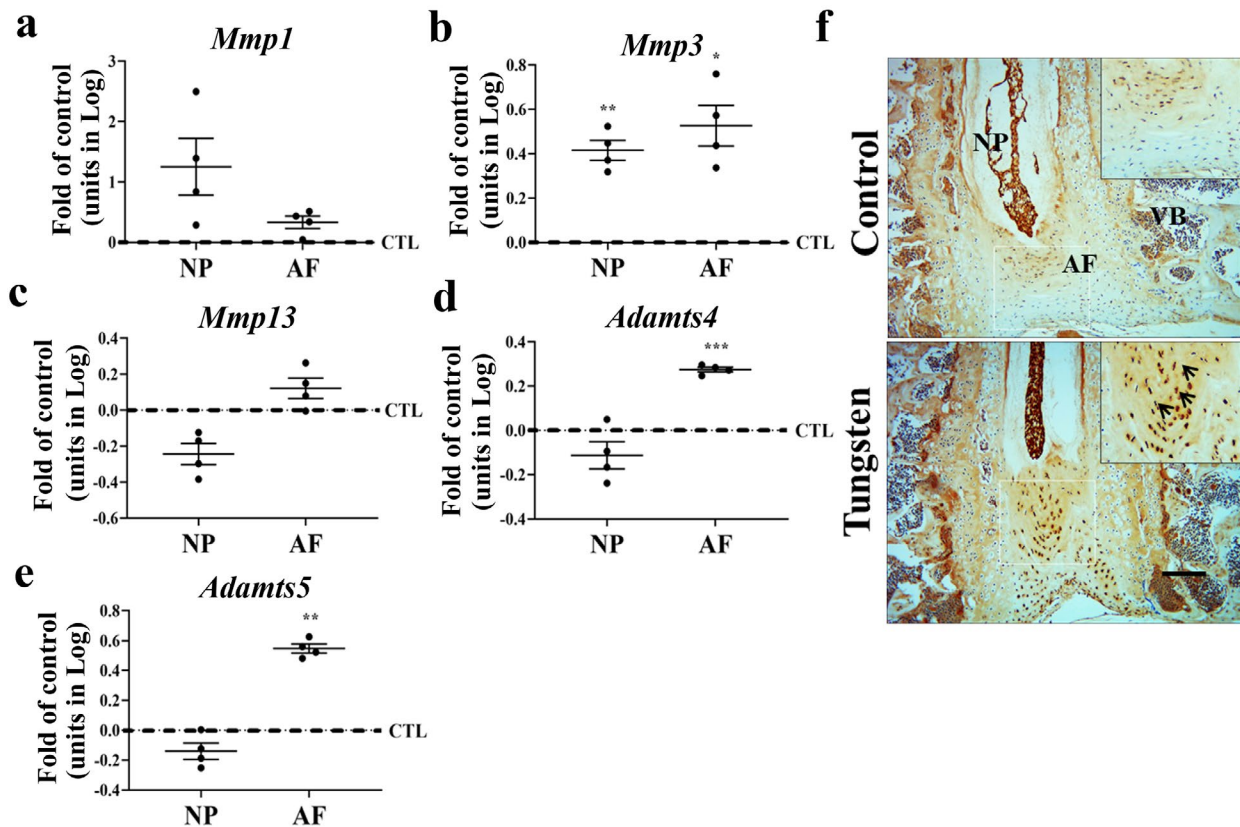 a
Mmp1
Fold of control
(units in Log)
3
2
1
0
CTL
NP
AF
b
Mmp3
*
**
Fold of control
(units in Log)
0.8
0.6
0.4
0.2
0.0
CTL
NP
AF
c
Mmp13
Fold of control
(units in Log)
0.4
0.2
0.0
-0.2
-0.4
-0.6
CTL
NP
AF
d
Adamts4
***
Fold of control
(units in Log)
0.4
0.2
0.0
-0.2
-0.4
CTL
NP
AF
e
Adamts5
**
Fold of control
(units in Log)
0.8
0.6
0.4
0.2
0.0
-0.2
-0.4
CTL
NP
AF
f
Control
NP
VB
AF
Tungsten